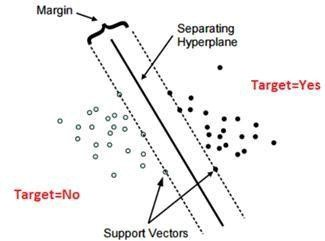 Margin
Separating
Hyperplane
Target=Yes
Target=No
Support Vectors